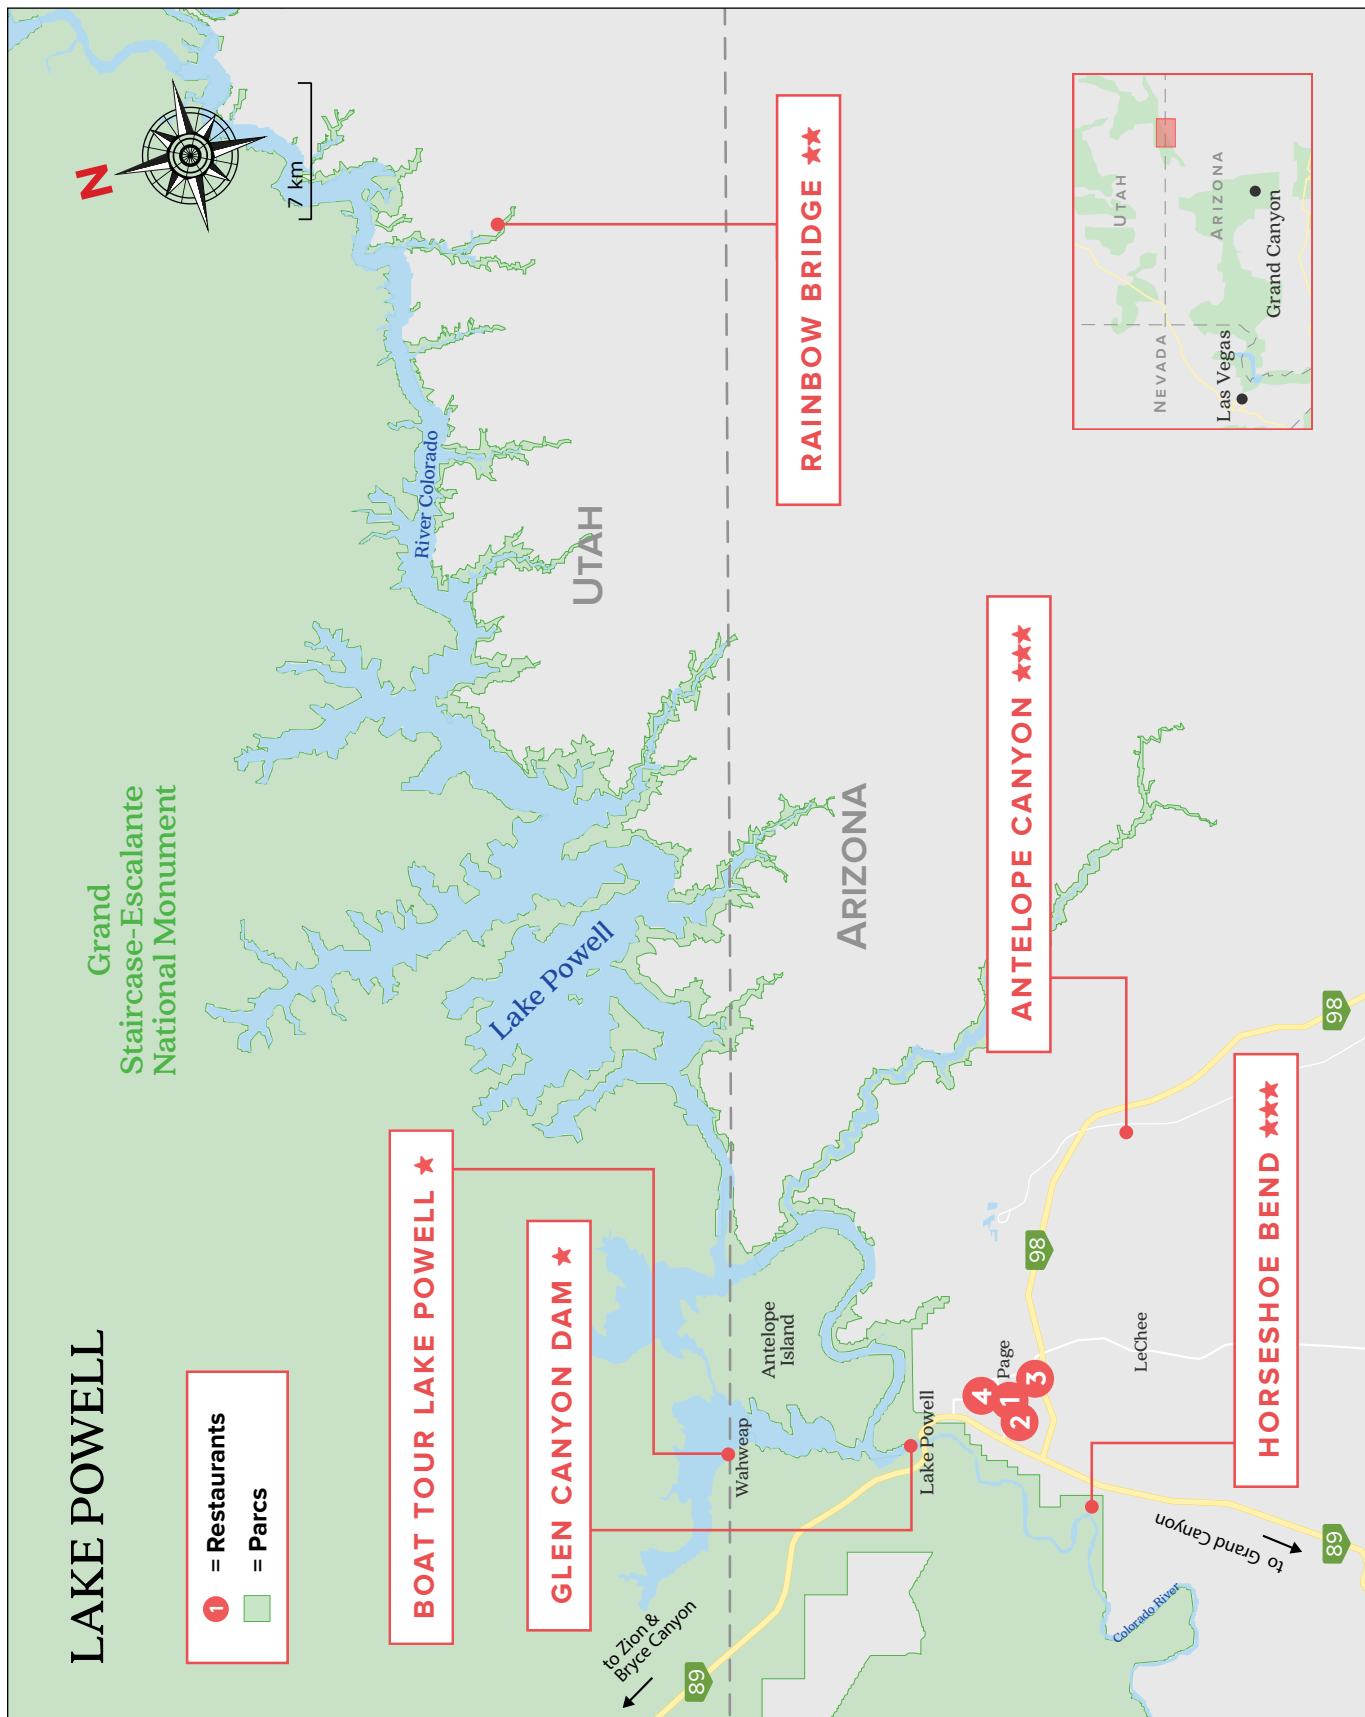 LAKE POWELL
1 = Restaurants
= Parcs
Grand
Staircase-Escalante
National Monument
N
7 km
BOAT TOUR LAKE POWELL
GLEN CANYON DAM
RAINBOW BRIDGE
ANTELOPE CANYON
HORSESHOE BEND
Lake Powell
River Colorado
UTAH
ARIZONA
Antelope
Island
Wahweap
Lake Powell
Page
LeChee
4
1
2
3
98
98
89
89
to Zion &
Bryce Canyon
to Grand Canyon
Colorado River
NEVADA
UTAH
ARIZONA
Las Vegas
Grand Canyon